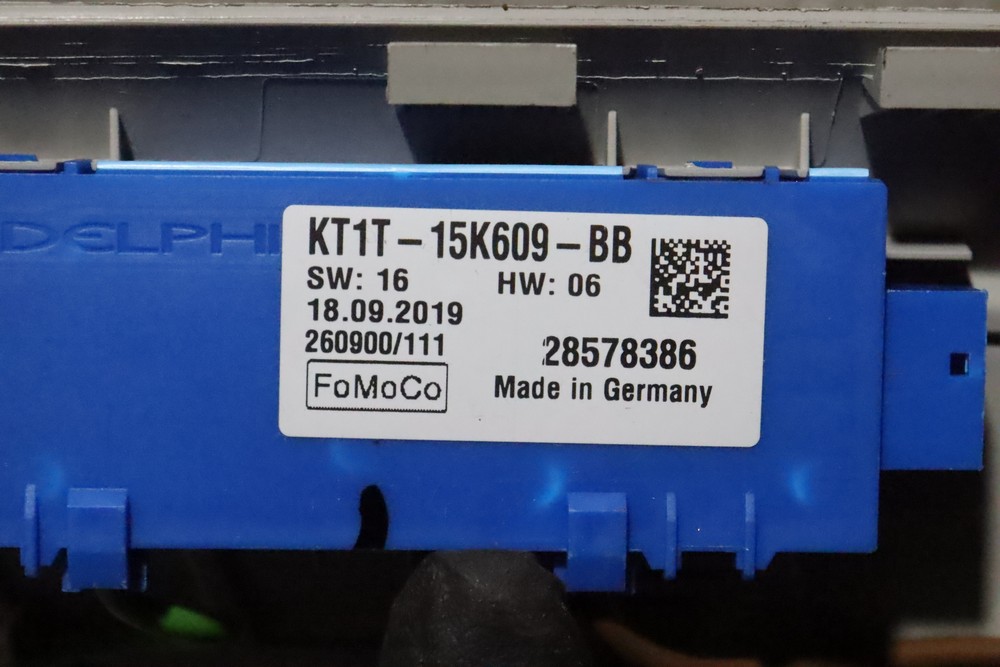 DELPHI
KT1T - 15K609 - BB
SW: 16 HW: 06
18.09.2019
260900/111
28578386
FoMoCo
Made in Germany